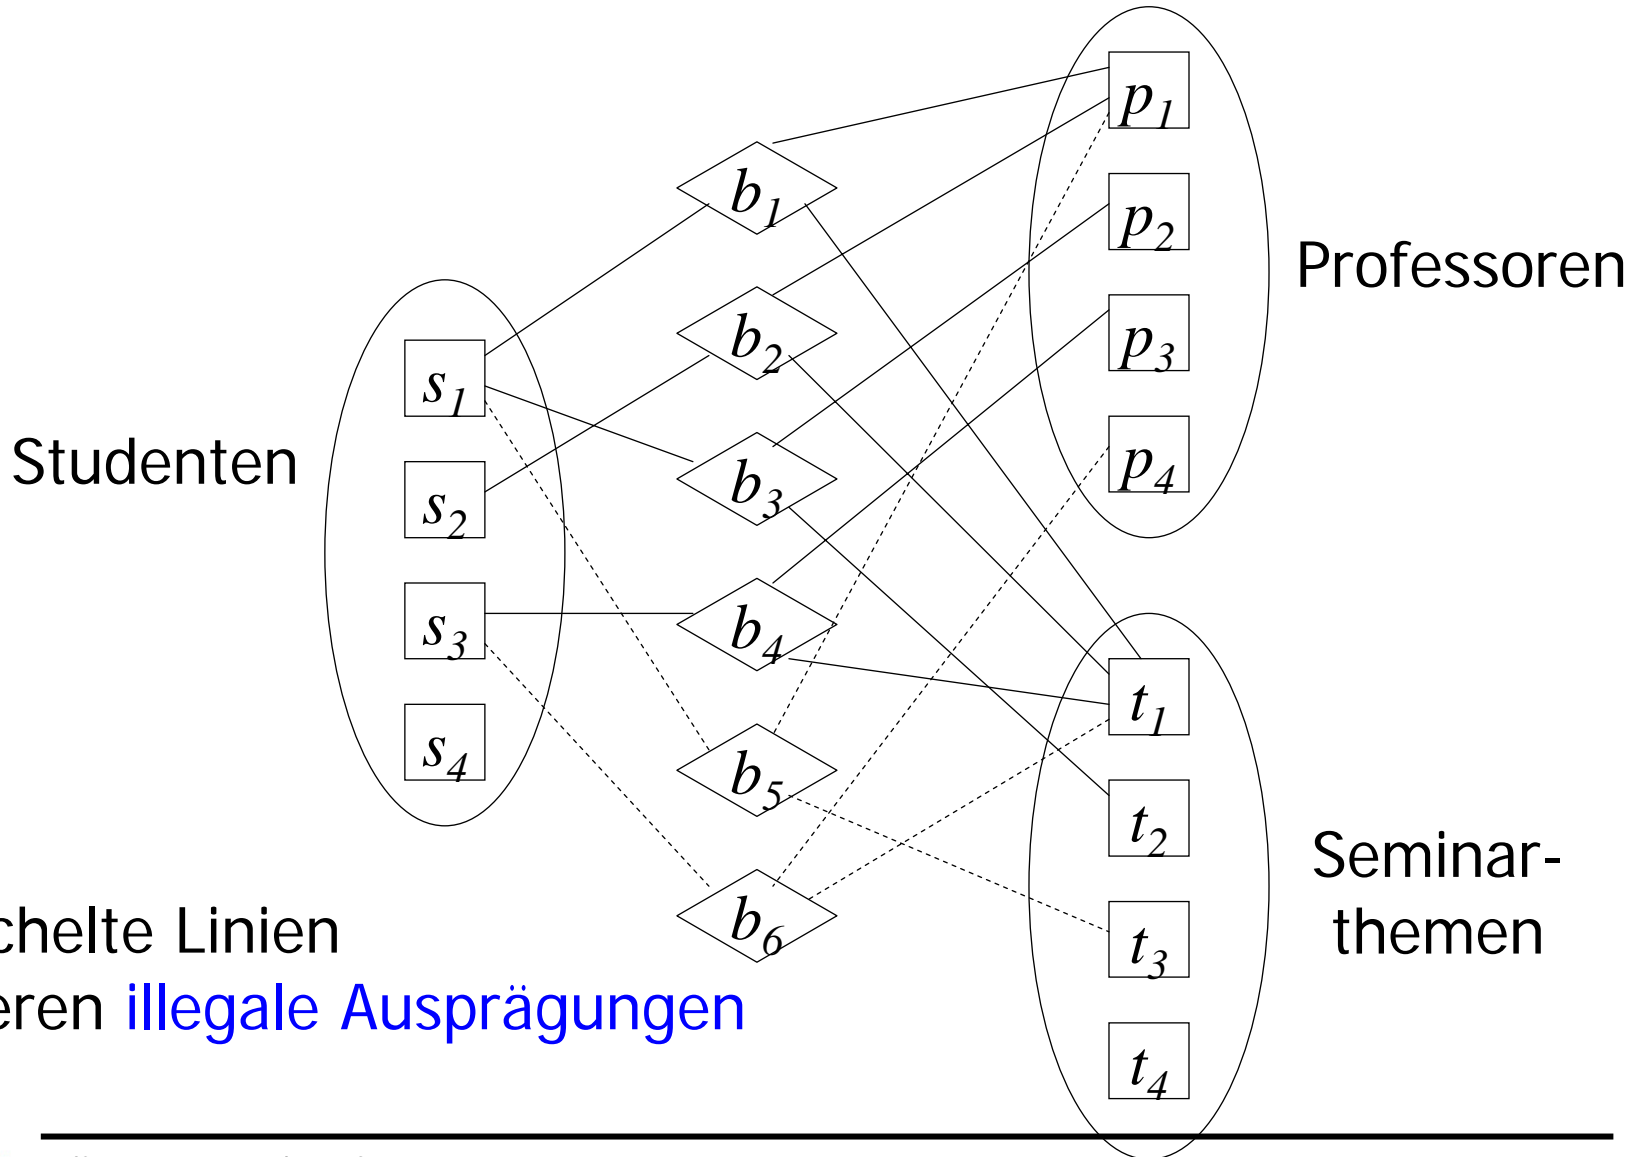 Studenten
s1
s2
s3
s4
b1
b2
b3
b4
b5
b6
p1
p2
p3
p4
Professoren
t1
t2
t3
t4
Seminar-
themen
chelte Linien
eren illegale Ausprägungen